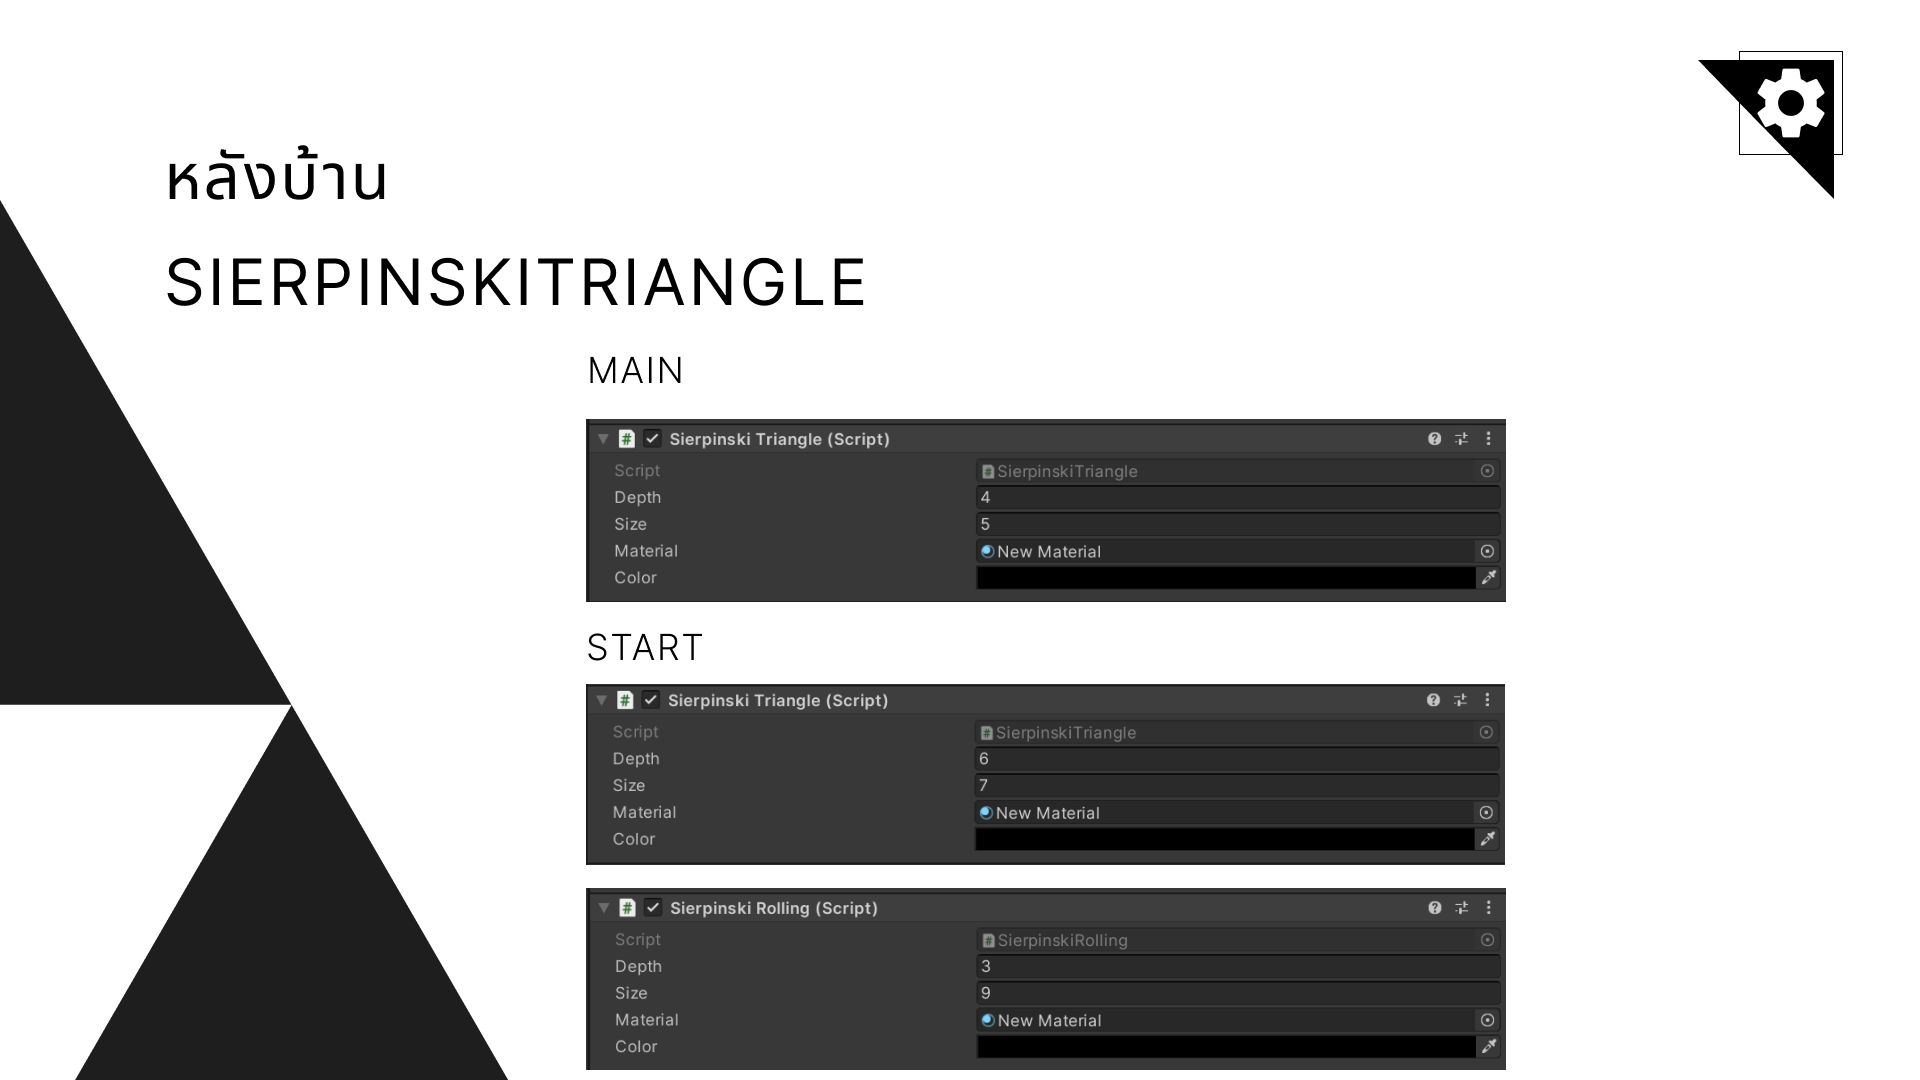 หลังบ้าน
SIERPINSKITRIANGLE
MAIN
Sierpinski Triangle (Script)
Script SierpinskiTriangle
Depth 4
Size 5
Material New Material
Color
START
Sierpinski Triangle (Script)
Script SierpinskiTriangle
Depth 6
Size 7
Material New Material
Color
Sierpinski Rolling (Script)
Script SierpinskiRolling
Depth 3
Size 9
Material New Material
Color